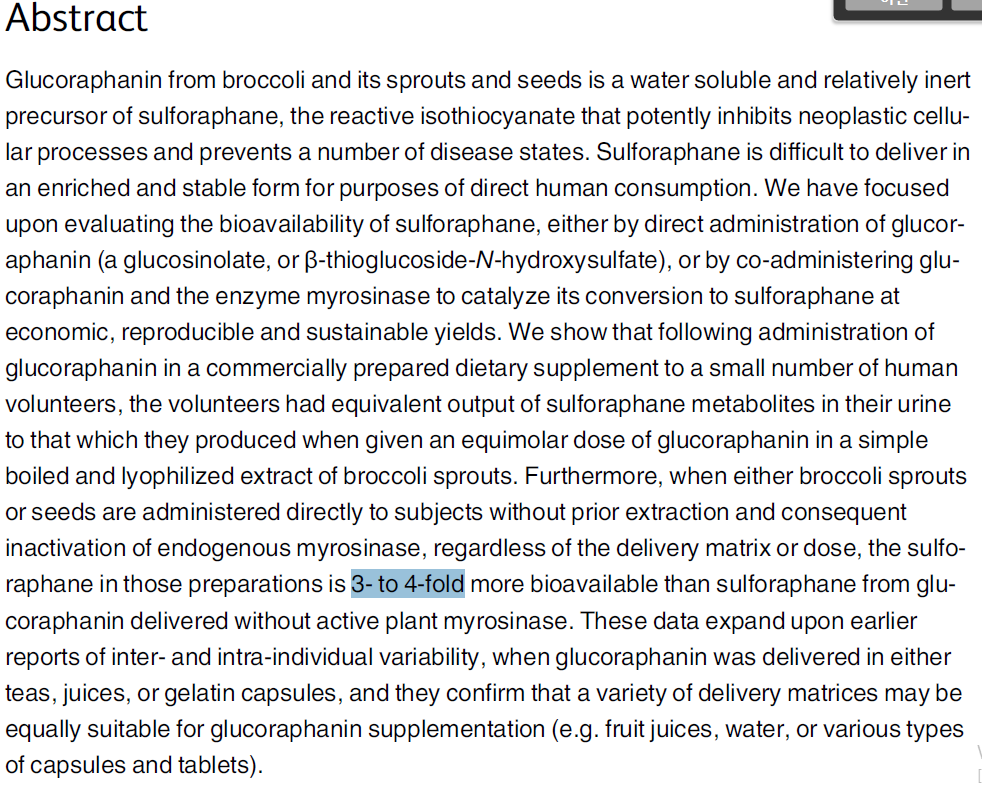 Abstract
Glucoraphanin from broccoli and its sprouts and seeds is a water soluble and relatively inert
precursor of sulforaphane, the reactive isothiocyanate that potently inhibits neoplastic cellu-
lar processes and prevents a number of disease states. Sulforaphane is difficult to deliver in
an enriched and stable form for purposes of direct human consumption. We have focused
upon evaluating the bioavailability of sulforaphane, either by direct administration of glucor-
aphanin (a glucosinolate, or β-thioglucoside-N-hydroxysulfate), or by co-administering glu-
coraphanin and the enzyme myrosinase to catalyze its conversion to sulforaphane at
economic, reproducible and sustainable yields. We show that following administration of
glucoraphanin in a commercially prepared dietary supplement to a small number of human
volunteers, the volunteers had equivalent output of sulforaphane metabolites in their urine
to that which they produced when given an equimolar dose of glucoraphanin in a simple
boiled and lyophilized extract of broccoli sprouts. Furthermore, when either broccoli sprouts
or seeds are administered directly to subjects without prior extraction and consequent
inactivation of endogenous myrosinase, regardless of the delivery matrix or dose, the sulfo-
raphane in those preparations is 3- to 4-fold more bioavailable than sulforaphane from glu-
coraphanin delivered without active plant myrosinase. These data expand upon earlier
reports of inter- and intra-individual variability, when glucoraphanin was delivered in either
teas, juices, or gelatin capsules, and they confirm that a variety of delivery matrices may be
equally suitable for glucoraphanin supplementation (e.g. fruit juices, water, or various types
of capsules and tablets).